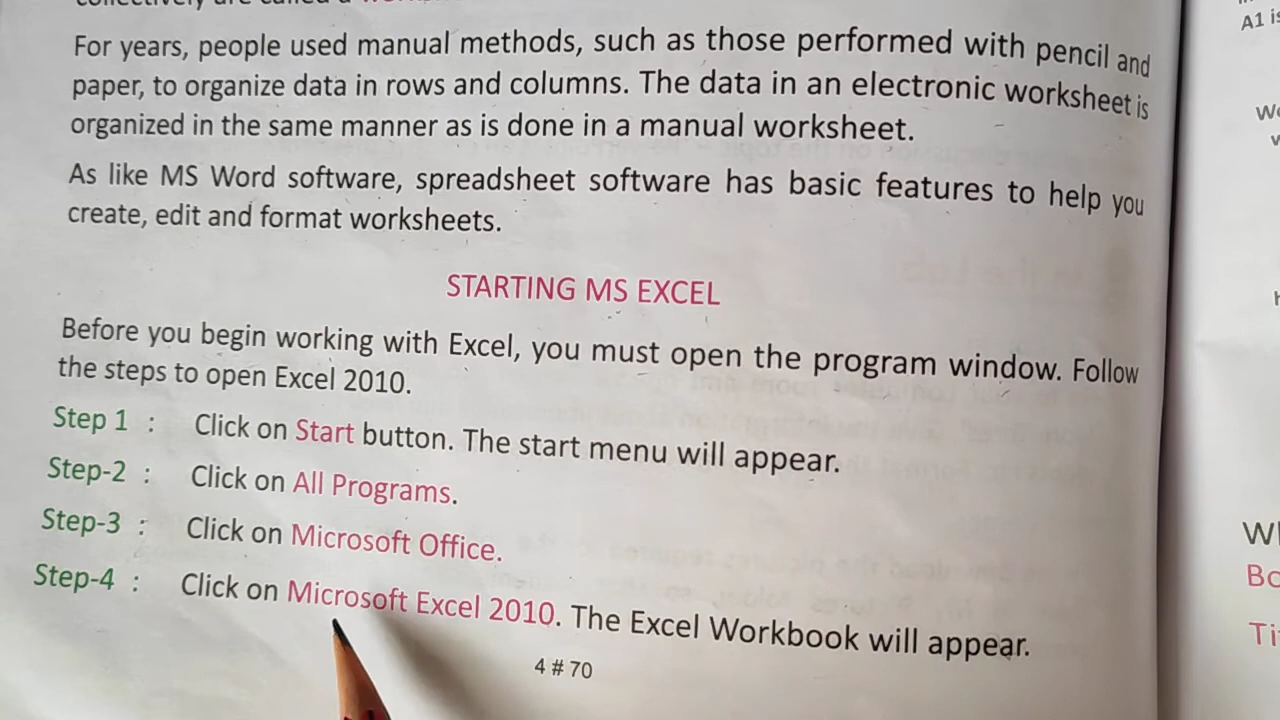 collectively are called a
For years, people used manual methods, such as those performed with pencil and
paper, to organize data in rows and columns. The data in an electronic worksheet is
organized in the same manner as is done in a manual worksheet.
As like MS Word software, spreadsheet software has basic features to help you
create, edit and format worksheets.
STARTING MS EXCEL
Before you begin working with Excel, you must open the program window. Follow
the steps to open Excel 2010.
Step 1 : Click on Start button. The start menu will appear.
Step-2 : Click on All Programs.
Step-3 : Click on Microsoft Office.
Step-4 : Click on Microsoft Excel 2010. The Excel Workbook will appear.
4 # 70
A1 is